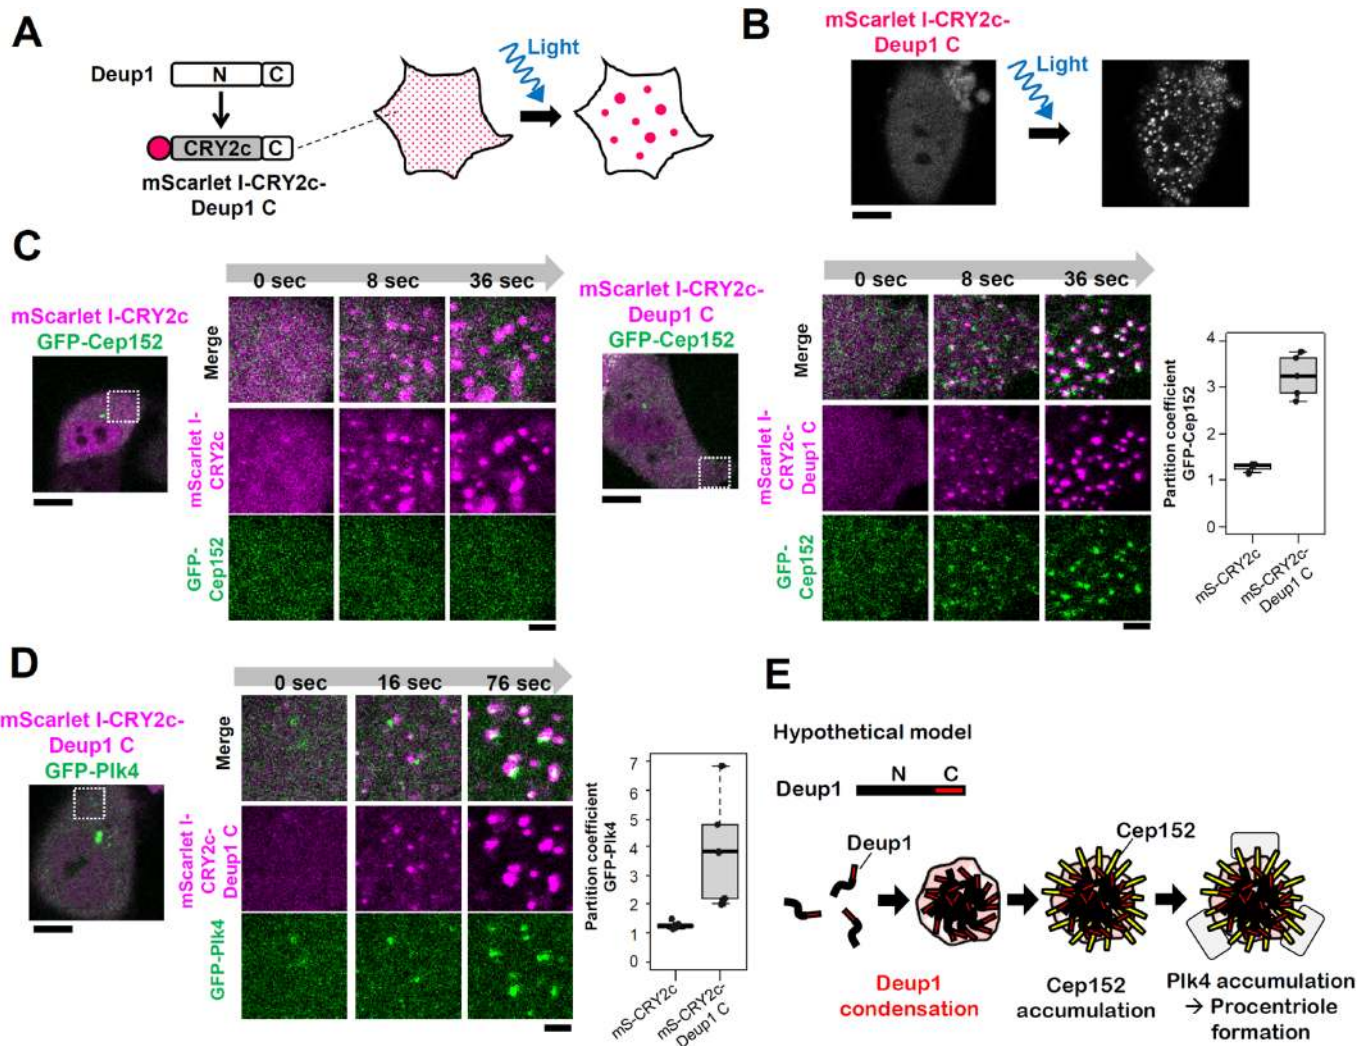 A
Deup1
N
C
CRY2c
C
mScarlet I-CRY2c-
Deup1 C
Light
B
mScarlet I-CRY2c-
Deup1 C
Light
C
mScarlet I-CRY2c
GFP-Cep152
0 sec
8 sec
36 sec
Merge
mScarlet I-
CRY2c
GFP-
Cep152
mScarlet I-CRY2c-
Deup1 C
GFP-Cep152
0 sec
8 sec
36 sec
Merge
mScarlet I-
CRY2c-
Deup1 C
GFP-
Cep152
Partition coefficient
GFP-Cep152
4
3
2
1
0
mS-CRY2c
mS-CRY2c-
Deup1 C
D
mScarlet I-CRY2c-
Deup1 C
GFP-Plk4
0 sec
16 sec
76 sec
Merge
mScarlet I-
CRY2c-
Deup1 C
GFP-Plk4
Partition coefficient
GFP-Plk4
7
6
5
4
3
2
1
0
mS-CRY2c
mS-CRY2c-
Deup1 C
E
Hypothetical model
N
C
Deup1
Deup1
Cep152
Deup1
condensation
Cep152
accumulation
Plk4 accumulation
→ Procentriole
formation